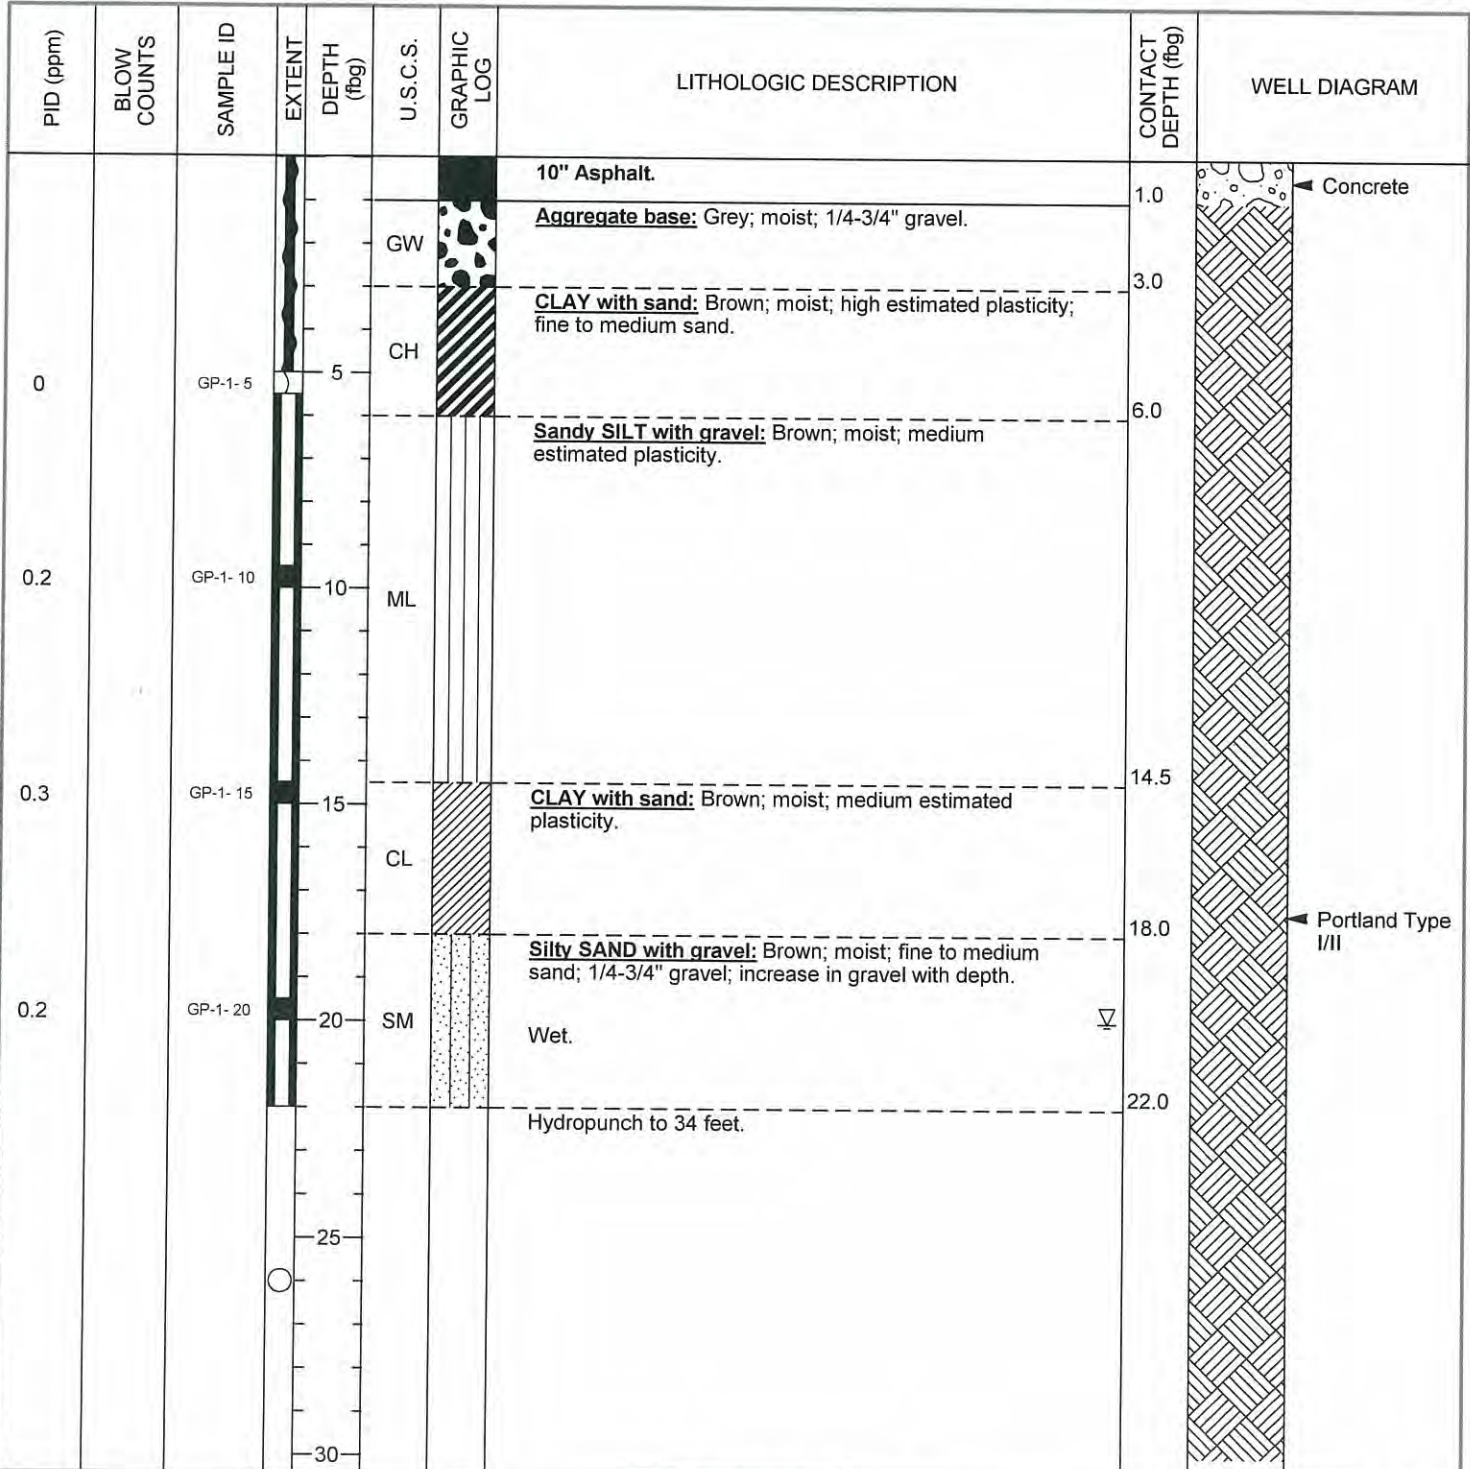 PID (ppm)
BLOW
COUNTS
SAMPLE ID
EXTENT
DEPTH
(fbg)
U.S.C.S.
GRAPHIC
LOG
LITHOLOGIC DESCRIPTION
CONTACT
DEPTH (fbg)
WELL DIAGRAM
10" Asphalt.
1.0
Concrete
Aggregate base: Grey; moist; 1/4-3/4" gravel.
GW
3.0
CLAY with sand: Brown; moist; high estimated plasticity;
fine to medium sand.
CH
0
GP-1- 5
5
6.0
Sandy SILT with gravel: Brown; moist; medium
estimated plasticity.
0.2
GP-1- 10
10
ML
14.5
0.3
GP-1- 15
15
CLAY with sand: Brown; moist; medium estimated
plasticity.
CL
18.0
Portland Type
I/II
Silty SAND with gravel: Brown; moist; fine to medium
sand; 1/4-3/4" gravel; increase in gravel with depth.
0.2
GP-1- 20
20
SM
Wet.
22.0
Hydropunch to 34 feet.
25
30